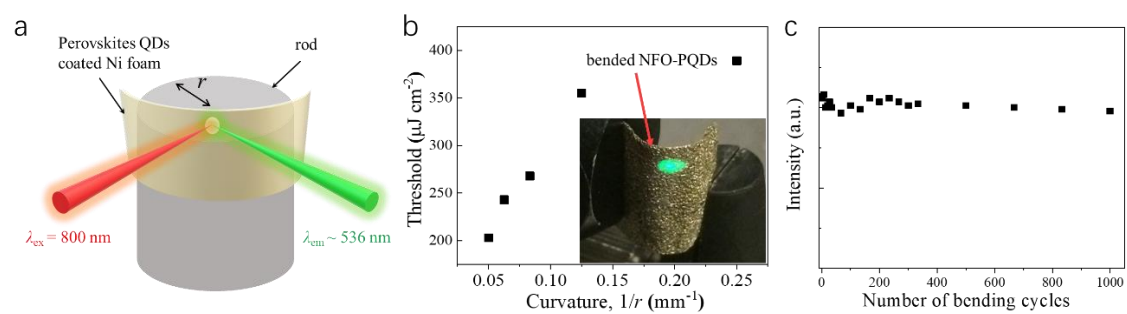 a
Perovskites QDs
coated Ni foam
rod
r
λex = 800 nm
λem ~ 536 nm
b
400
350
300
250
200
Threshold (μJ cm⁻²)
bended NFO-PQDs
0.05 0.10 0.15 0.20 0.25
Curvature, 1/r (mm⁻¹)
c
Intensity (a.u.)
0 200 400 600 800 1000
Number of bending cycles